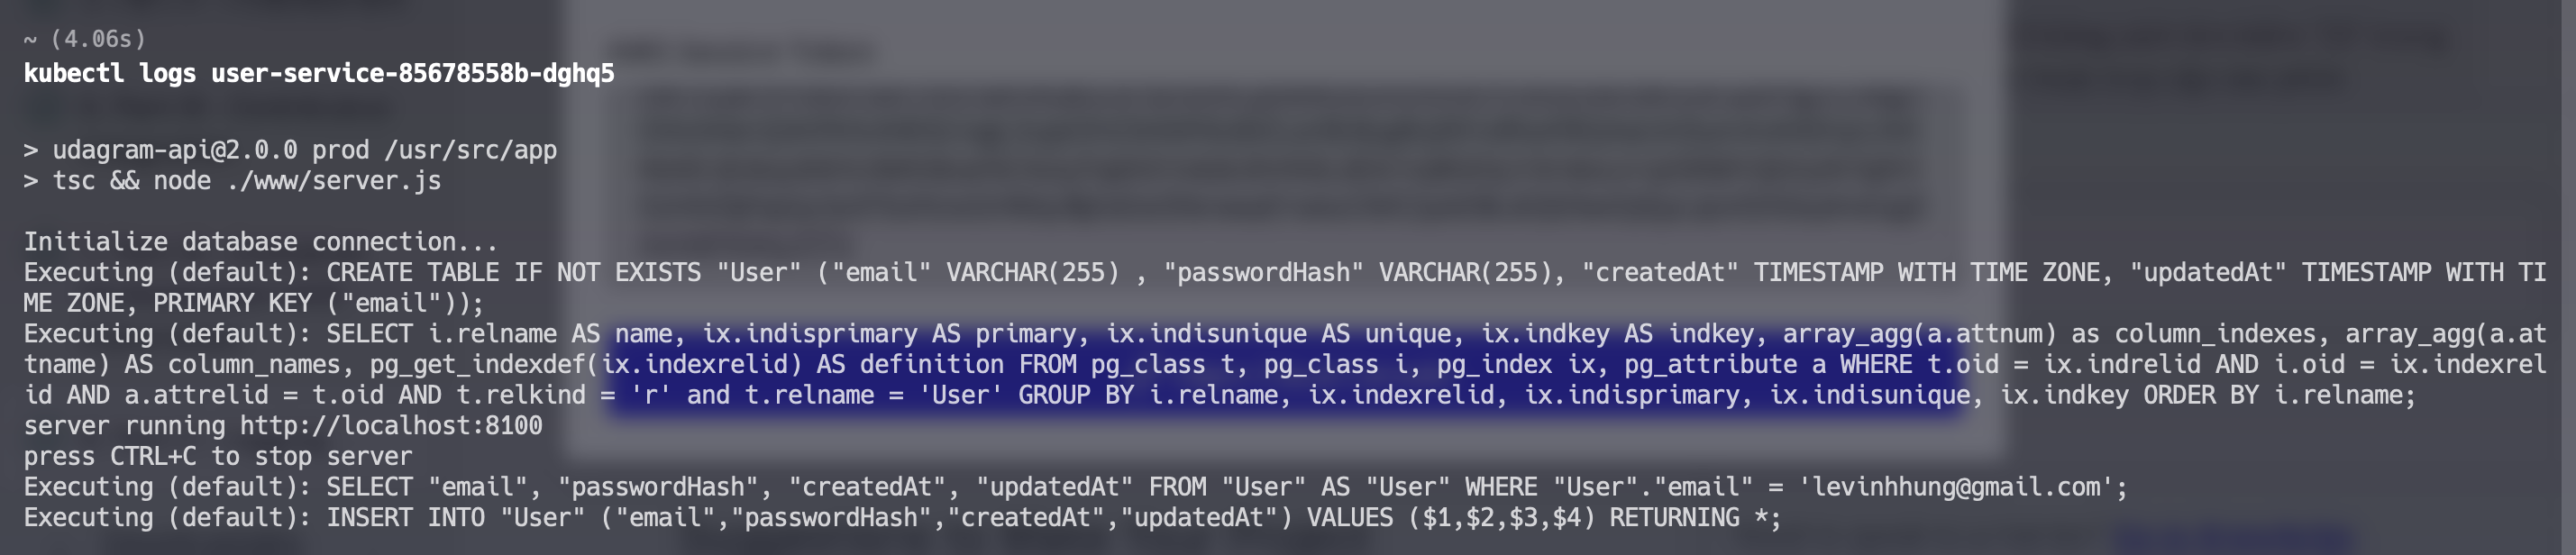 ~ (4.06s)
kubectl logs user-service-85678558b-dghq5
> udagram-api@2.0.0 prod /usr/src/app
> tsc && node ./www/server.js
Initialize database connection...
Executing (default): CREATE TABLE IF NOT EXISTS "User" ("email" VARCHAR(255) , "passwordHash" VARCHAR(255), "createdAt" TIMESTAMP WITH TIME ZONE, "updatedAt" TIMESTAMP WITH TI
ME ZONE, PRIMARY KEY ("email"));
Executing (default): SELECT i.relname AS name, ix.indisprimary AS primary, ix.indisunique AS unique, ix.indkey AS indkey, array_agg(a.attnum) as column_indexes, array_agg(a.at
tname) AS column_names, pg_get_indexdef(ix.indexrelid) AS definition FROM pg_class t, pg_class i, pg_index ix, pg_attribute a WHERE t.oid = ix.indrelid AND i.oid = ix.indexrel
id AND a.attrelid = t.oid AND t.relkind = 'r' and t.relname = 'User' GROUP BY i.relname, ix.indexrelid, ix.indisprimary, ix.indisunique, ix.indkey ORDER BY i.relname;
server running http://localhost:8100
press CTRL+C to stop server
Executing (default): SELECT "email", "passwordHash", "createdAt", "updatedAt" FROM "User" AS "User" WHERE "User"."email" = 'levinhhung@gmail.com';
Executing (default): INSERT INTO "User" ("email","passwordHash","createdAt","updatedAt") VALUES ($1,$2,$3,$4) RETURNING *;